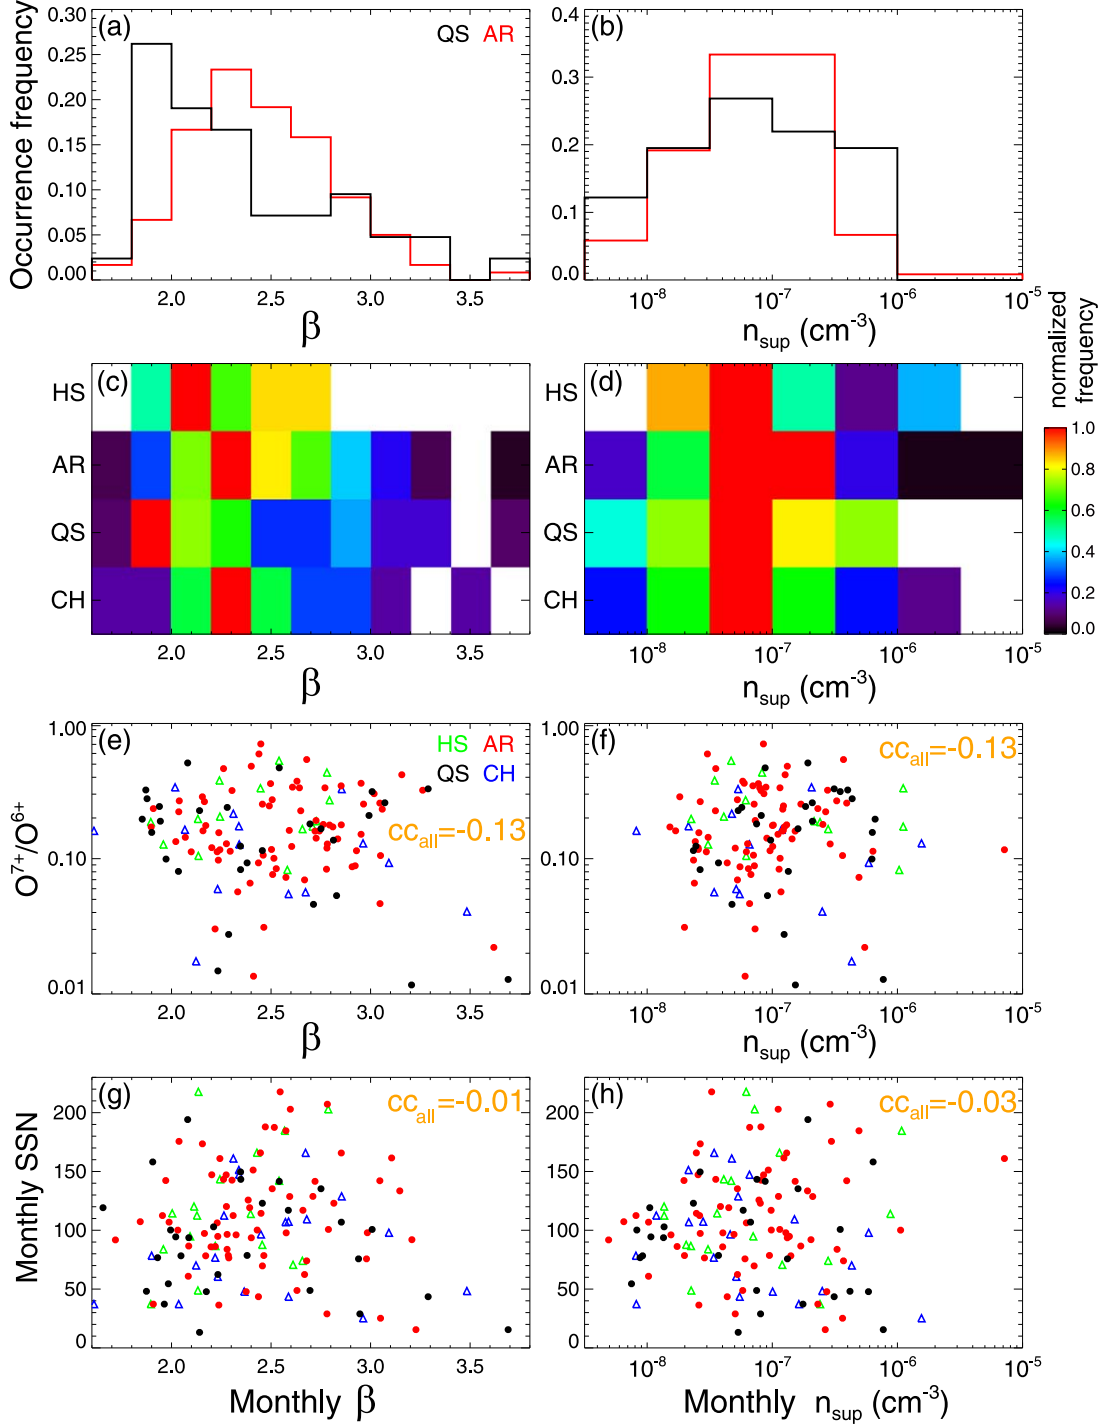 (a)
QS AR
0.30
0.25
0.20
0.15
0.10
0.05
0.00
Occurrence frequency
2.0 2.5 3.0 3.5
β
(b)
0.4
0.3
0.2
0.1
0.0
10⁻⁸ 10⁻⁷ 10⁻⁶ 10⁻⁵
n_sup (cm⁻³)
(c)
HS
AR
QS
CH
2.0 2.5 3.0 3.5
β
(d)
HS
AR
QS
CH
10⁻⁸ 10⁻⁷ 10⁻⁶ 10⁻⁵
n_sup (cm⁻³)
normalized
frequency
1.0
0.8
0.6
0.4
0.2
0.0
(e)
HS AR
QS CH
cc_all=-0.13
1.00
0.10
0.01
O⁷⁺/O⁶⁺
2.0 2.5 3.0 3.5
β
(f)
cc_all=-0.13
1.00
0.10
0.01
10⁻⁸ 10⁻⁷ 10⁻⁶ 10⁻⁵
n_sup (cm⁻³)
(g)
cc_all=-0.01
200
150
100
50
0
Monthly SSN
2.0 2.5 3.0 3.5
Monthly β
(h)
cc_all=-0.03
200
150
100
50
0
10⁻⁸ 10⁻⁷ 10⁻⁶ 10⁻⁵
Monthly n_sup (cm⁻³)